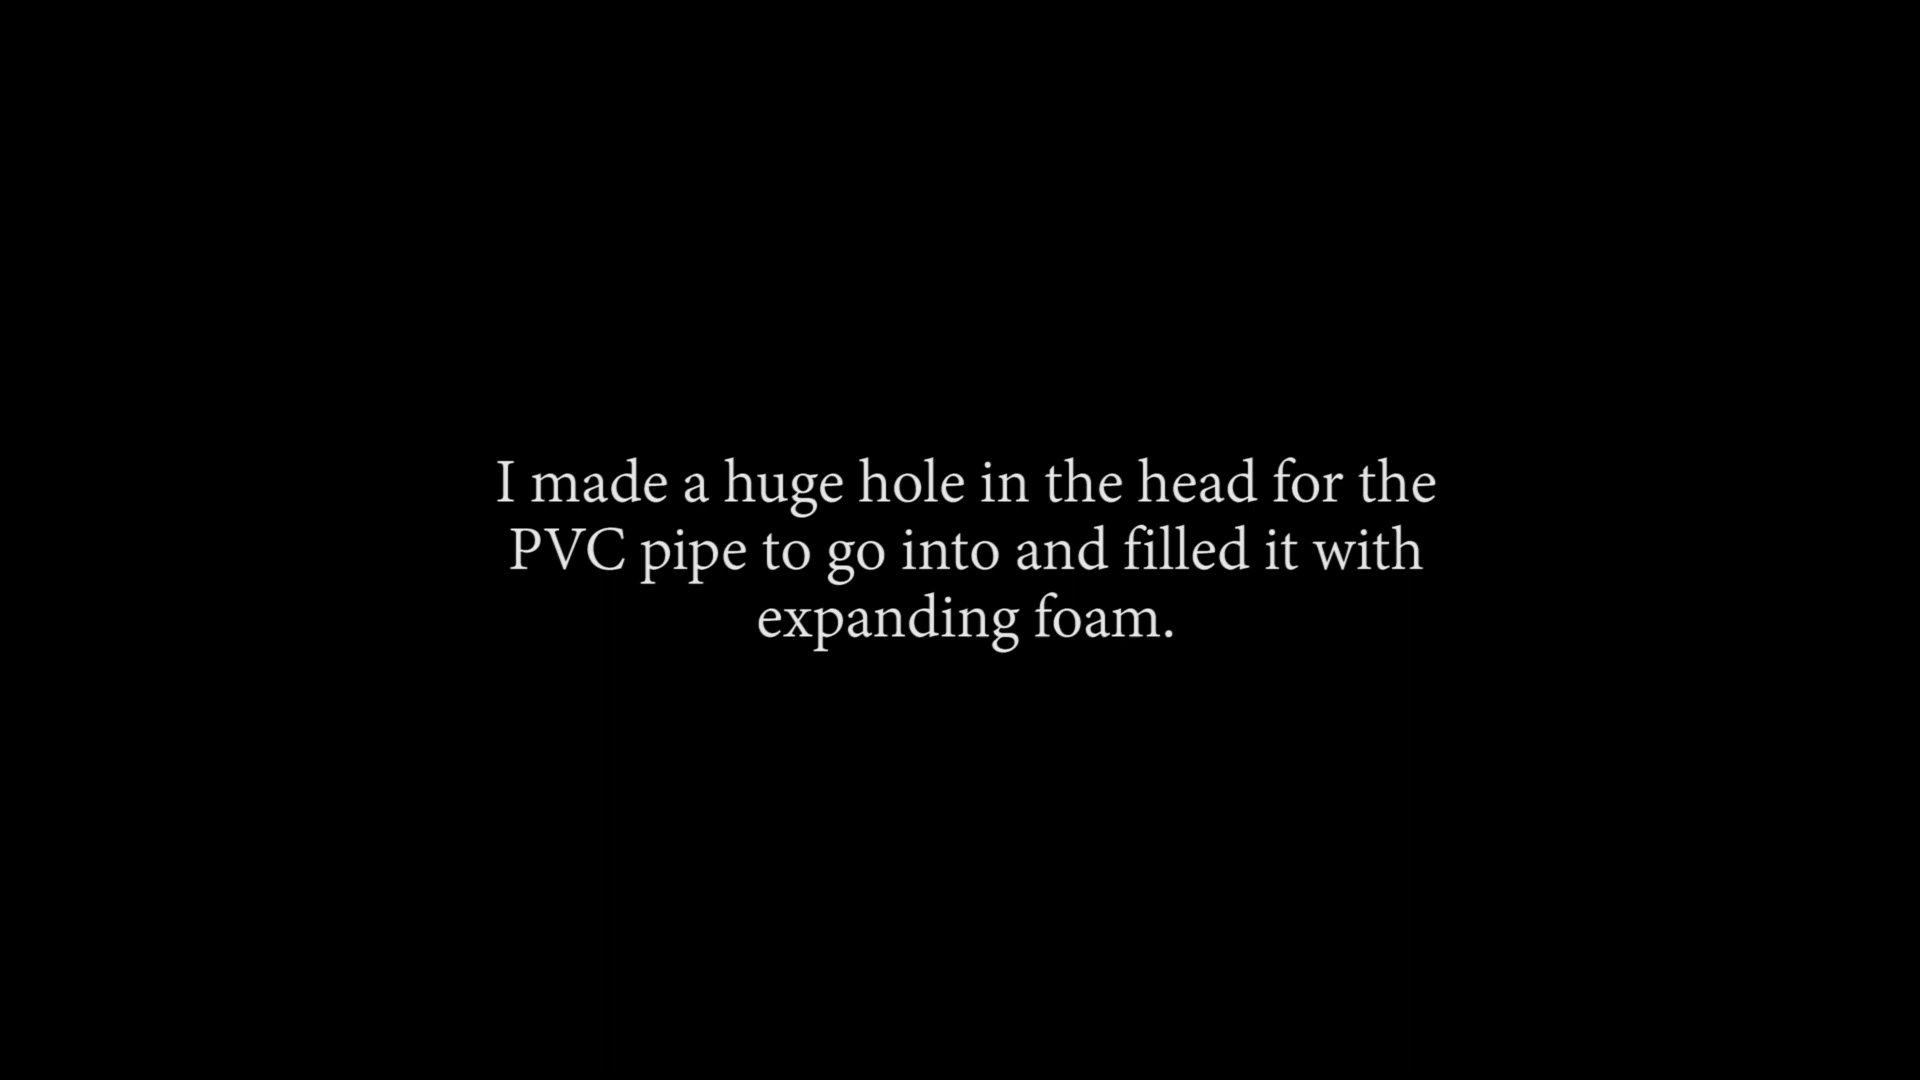 I made a huge hole in the head for the
PVC pipe to go into and filled it with
expanding foam.